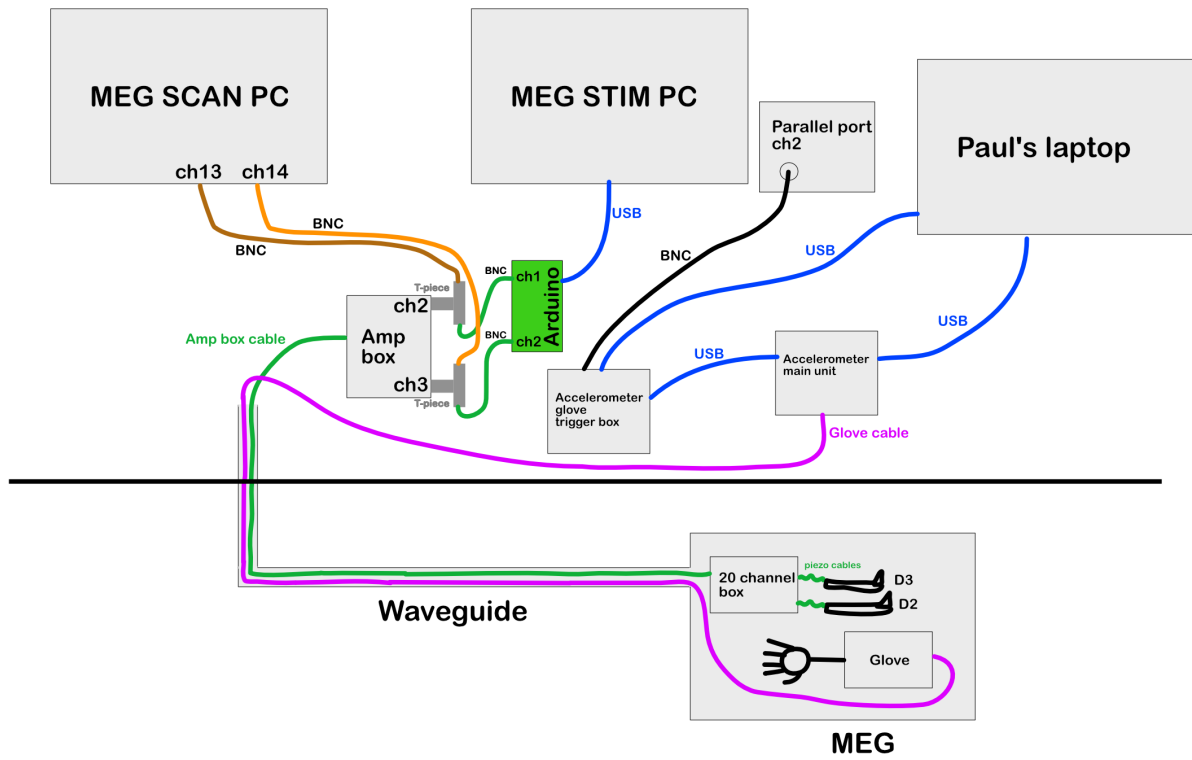 MEG SCAN PC
ch13
ch14
MEG STIM PC
Parallel port
ch2
Paul's laptop
BNC
BNC
USB
BNC
USB
USB
USB
T-piece
ch2
BNC
ch1
Arduino
BNC
ch2
Amp box cable
Amp
box
ch3
T-piece
Accelerometer
glove
trigger box
Accelerometer
main unit
Glove cable
Waveguide
20 channel
box
piezo cables
D3
D2
Glove
MEG